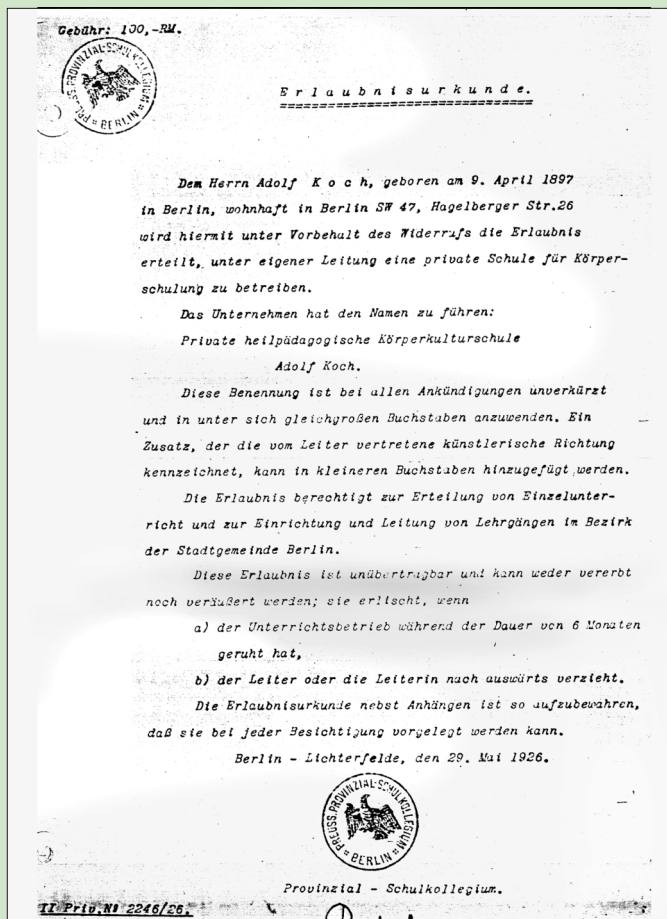 Gebühr: 100,-RM.
PREUSS. PROVINZIAL-SCHULKOLLEGIUM
BERLIN
Erlaubnisurkunde.
Dem Herrn Adolf K o c h, geboren am 9. April 1897
in Berlin, wohnhaft in Berlin SW 47, Hagelberger Str.26
wird hiermit unter Vorbehalt des Widerrufs die Erlaubnis
erteilt, unter eigener Leitung eine private Schule für Körper-
schulung zu betreiben.
Das Unternehmen hat den Namen zu führen:
Private heilpädagogische Körperkulturschule
Adolf Koch.
Diese Benennung ist bei allen Ankündigungen unverkürzt
und in unter sich gleichgroßen Buchstaben anzuwenden. Ein
Zusatz, der die vom Leiter vertretene künstlerische Richtung
kennzeichnet, kann in kleineren Buchstaben hinzugefügt werden.
Die Erlaubnis berechtigt zur Erteilung von Einzelunter-
richt und zur Einrichtung und Leitung von Lehrgängen im Bezirk
der Stadtgemeinde Berlin.
Diese Erlaubnis ist unübertragbar und kann weder vererbt
noch veräußert werden; sie erlischt, wenn
a) der Unterrichtsbetrieb während der Dauer von 6 Monaten
geruht hat,
b) der Leiter oder die Leiterin nach auswärts verzieht.
Die Erlaubnisurkunde nebst Anhängen ist so aufzubewahren,
daß sie bei jeder Besichtigung vorgelegt werden kann.
Berlin - Lichterfelde, den 29. Mai 1926.
PREUSS. PROVINZIAL-SCHULKOLLEGIUM
BERLIN
Provinzial - Schulkollegium.
II Priv.No 2246/26.